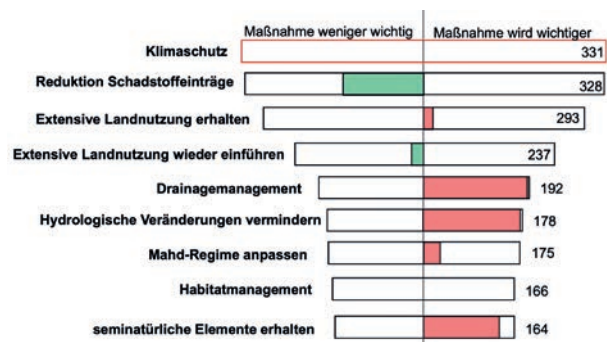 Maßnahme weniger wichtig
Maßnahme wird wichtiger
Klimaschutz
331
Reduktion Schadstoffeinträge
328
Extensive Landnutzung erhalten
293
Extensive Landnutzung wieder einführen
237
Drainagemanagement
192
Hydrologische Veränderungen vermindern
178
Mahd-Regime anpassen
175
Habitatmanagement
166
seminatürliche Elemente erhalten
164